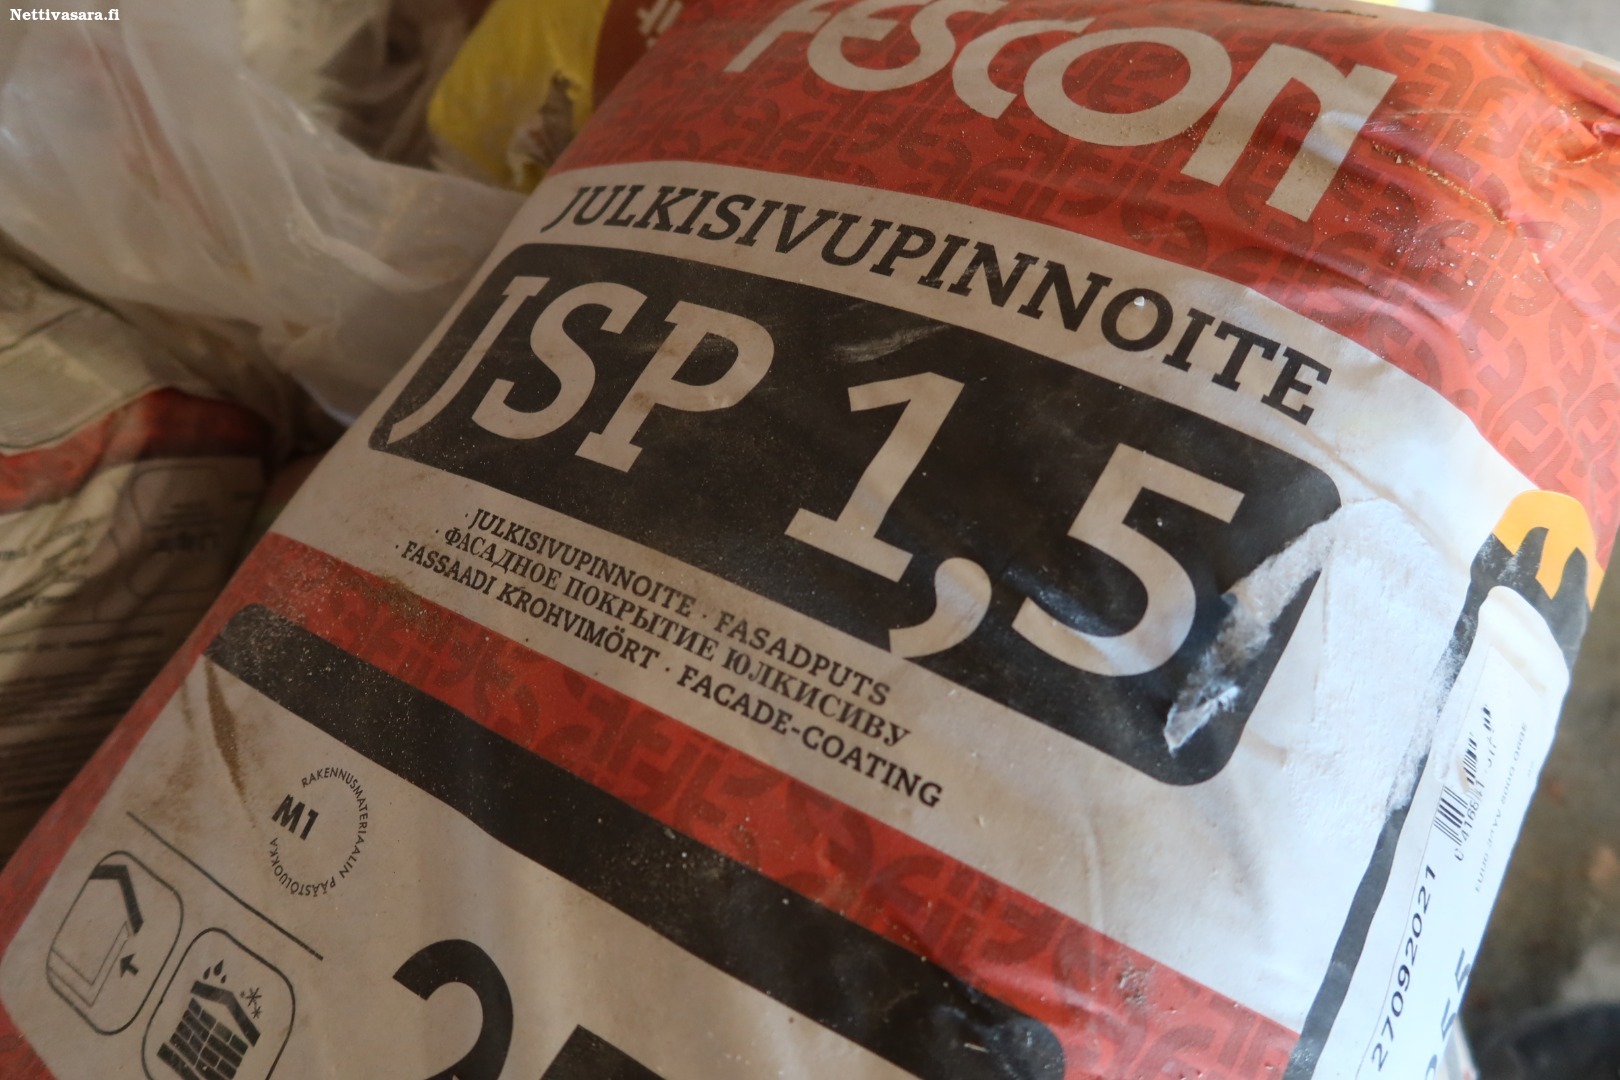 Nettivasara.fi
FESCON
JULKISIVUPINNOITE
JSP 1,5
· JULKISIVUPINNOITE · FASADPUTS
· ФАСАДНОЕ ПОКРЫТИЕ ЮЛКИСИВУ
· FASSAADI KROHVIMÖRT · FACADE-COATING
M1
RAKENNUSMATERIAALIN PÄÄSTÖLUOKKA
27092021